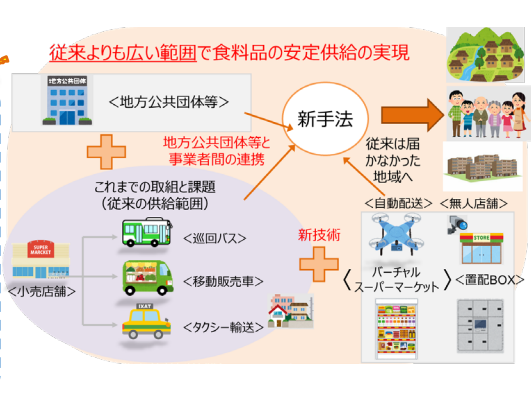 従来よりも広い範囲で食料品の安定供給の実現
地方公共団体
＜地方公共団体等＞
新手法
地方公共団体等と
事業者間の連携
従来は届
かなかった
地域へ
これまでの取組と課題
（従来の供給範囲）
＜自動配送＞
＜無人店舗＞
SUPER
MARCKET
＜小売店舗＞
＜巡回バス＞
＜移動販売車＞
TAXI
＜タクシー輸送＞
新技術
STORE
〈 バーチャル
スーパーマーケット 〉
＜置配BOX＞